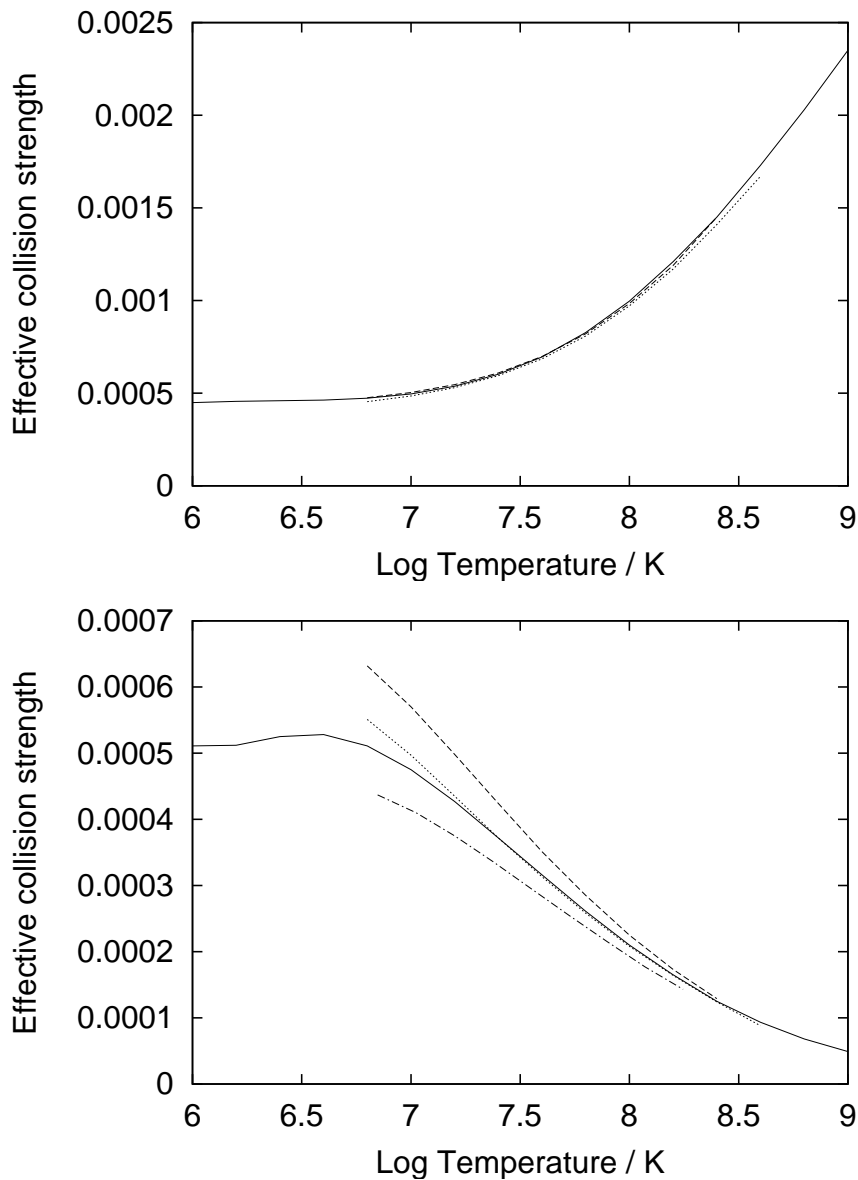 0.0025
0.002
0.0015
0.001
0.0005
0
Effective collision strength
6 6.5 7 7.5 8 8.5 9
Log Temperature / K
0.0007
0.0006
0.0005
0.0004
0.0003
0.0002
0.0001
0
Effective collision strength
6 6.5 7 7.5 8 8.5 9
Log Temperature / K